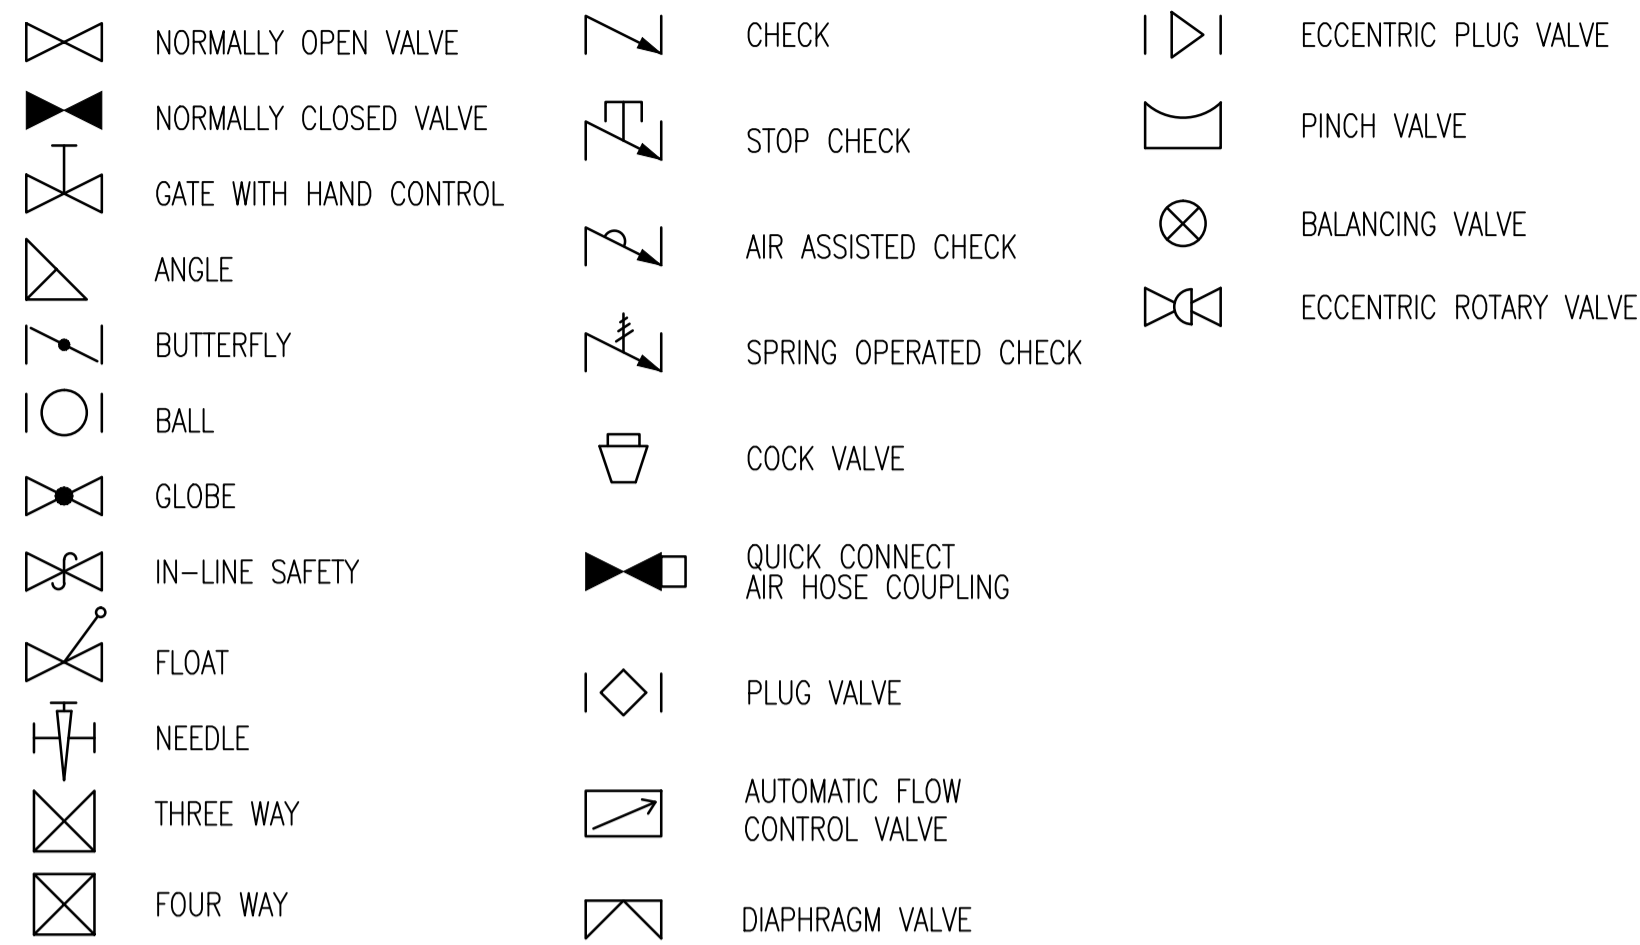 NORMALLY OPEN VALVE
NORMALLY CLOSED VALVE
GATE WITH HAND CONTROL
ANGLE
BUTTERFLY
BALL
GLOBE
IN-LINE SAFETY
FLOAT
NEEDLE
THREE WAY
FOUR WAY
CHECK
STOP CHECK
AIR ASSISTED CHECK
SPRING OPERATED CHECK
COCK VALVE
QUICK CONNECT
AIR HOSE COUPLING
PLUG VALVE
AUTOMATIC FLOW
CONTROL VALVE
DIAPHRAGM VALVE
ECCENTRIC PLUG VALVE
PINCH VALVE
BALANCING VALVE
ECCENTRIC ROTARY VALVE